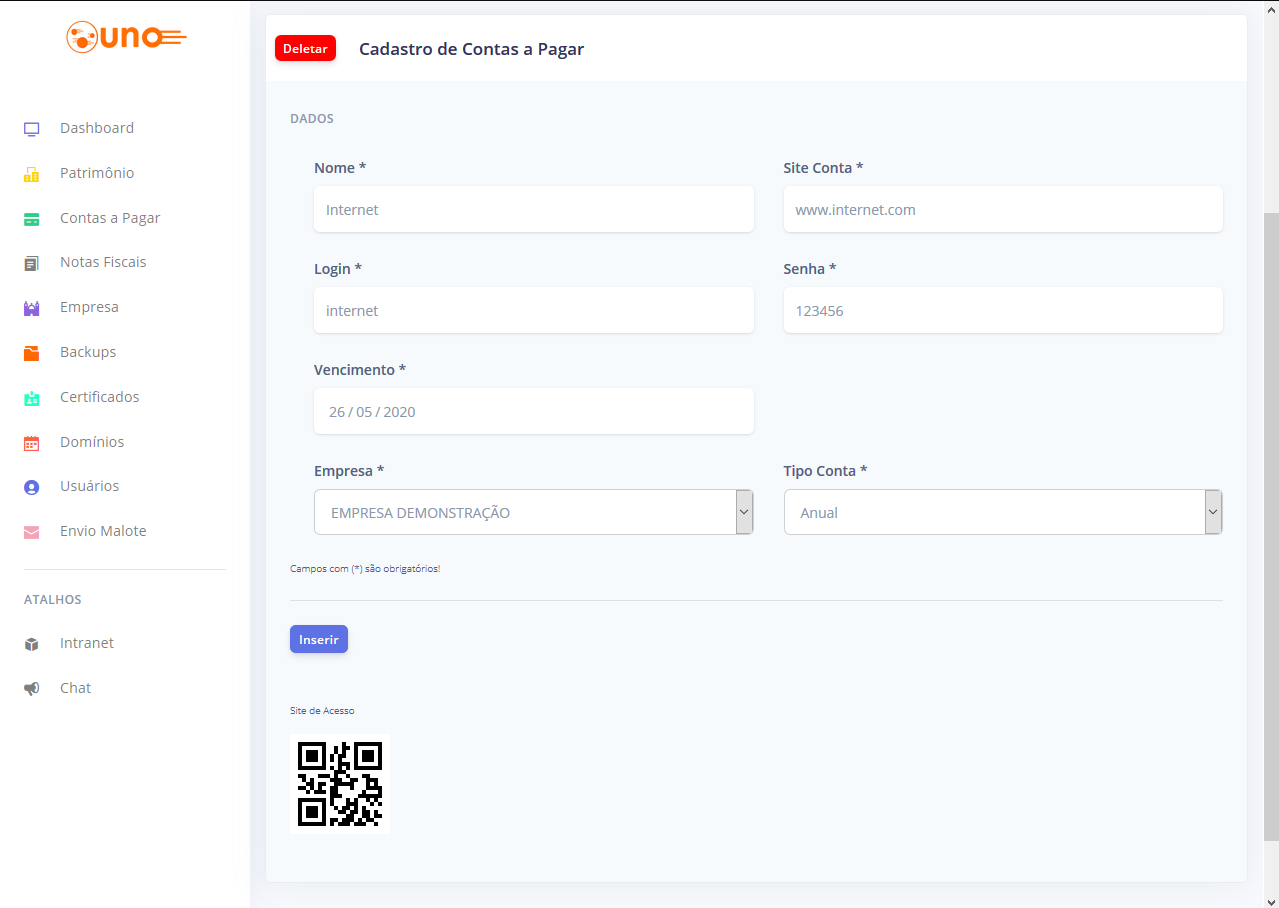 uno
Dashboard
Patrimônio
Contas a Pagar
Notas Fiscais
Empresa
Backups
Certificados
Domínios
Usuários
Envio Malote
ATALHOS
Intranet
Chat
Deletar
Cadastro de Contas a Pagar
DADOS
Nome *
Site Conta *
Internet
www.internet.com
Login *
Senha *
internet
123456
Vencimento *
26 / 05 / 2020
Empresa *
Tipo Conta *
EMPRESA DEMONSTRAÇÃO
Anual
Campos com (*) são obrigatórios!
Inserir
Site de Acesso